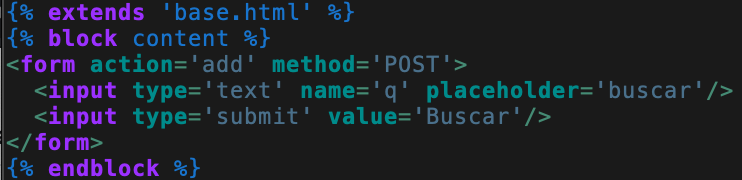 {% extends 'base.html' %}
{% block content %}
<form action='add' method='POST'>
  <input type='text' name='q' placeholder='buscar'/>
  <input type='submit' value='Buscar'/>
</form>
{% endblock %}